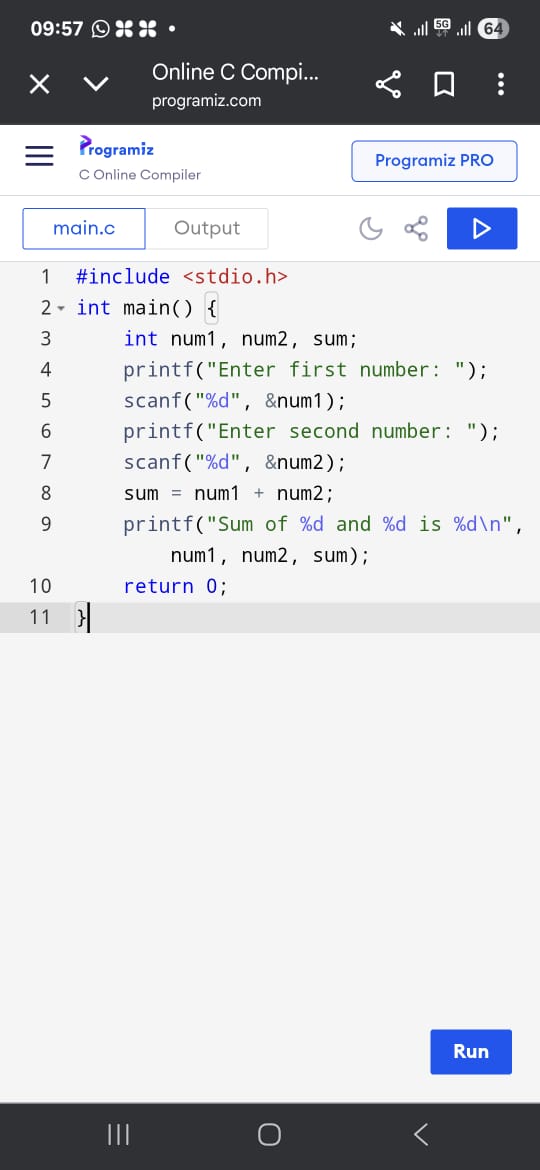 09:57
5G
64
Online C Compi...
programiz.com
Programiz
C Online Compiler
Programiz PRO
main.c
Output
1 #include <stdio.h>
2 int main() {
3     int num1, num2, sum;
4     printf("Enter first number: ");
5     scanf("%d", &num1);
6     printf("Enter second number: ");
7     scanf("%d", &num2);
8     sum = num1 + num2;
9     printf("Sum of %d and %d is %d\n",
        num1, num2, sum);
10     return 0;
11 }
Run